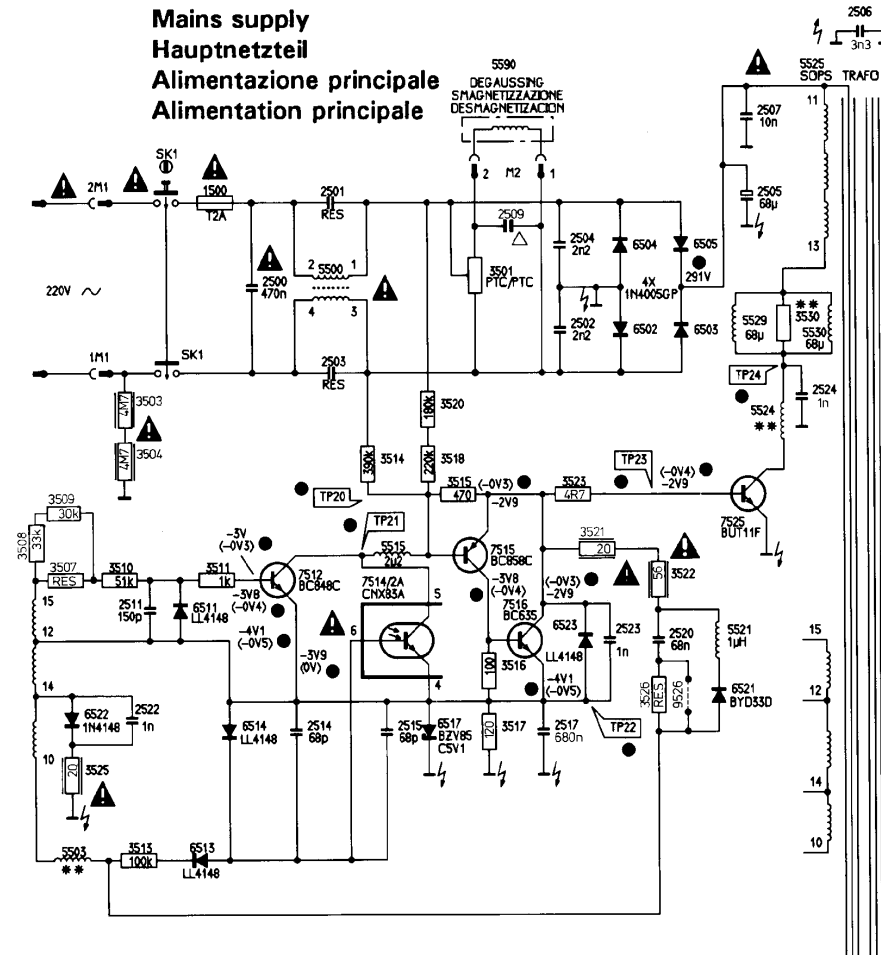 Mains supply
Hauptnetzteil
Alimentazione principale
Alimentation principale
2506
3n3
5590
DEGAUSSING
SMAGNETIZZAZIONE
DESMAGNETIZACION
5525
SOPS TRAFO
11
2507
10n
SK1
2M1
1500
T2A
2501
RES
2 M2 1
2509
2505
68µ
2504
2n2
6504
6505
13
2 5500 1
2500
470n
3501
PTC/PTC
4X
1N4005GP
291V
220V
4 3
2502
2n2
6502
6503
5529
68µ
**
3530
5530
68µ
1M1
SK1
2503
RES
TP24
2524
1n
4M7 3503
4M7 3504
180k 3520
5524
**
390k 3514
220k 3518
3509
30k
TP20
3515
470
(-0V3)
-2V9
3523
4R7
TP23
(-0V4)
-2V9
TP21
7525
BUT11F
3508
33k
3507
RES
3510
51k
3511
1k
-3V
(-0V3)
5515
2µ2
7515
BC858C
3521
20
7512
BC848C
7514/2A
CNX83A
56 3522
15
2511
150p
6511
LL4148
-3V8
(-0V4)
5
-3V8
(-0V4)
7516
BC635
(-0V3)
-2V9
12
-4V1
(-0V5)
6
6523
LL4148
2523
1n
2520
68n
5521
1µH
15
-3V9
(0V)
100 3516
14
4
-4V1
(-0V5)
3526
RES
9526
6521
BYD33D
12
6522
1N4148
2522
1n
6514
LL4148
2514
68p
2515
68p
6517
BZV85
C5V1
120 3517
2517
680n
TP22
10
20 3525
14
5503
**
3513
100k
6513
LL4148
10